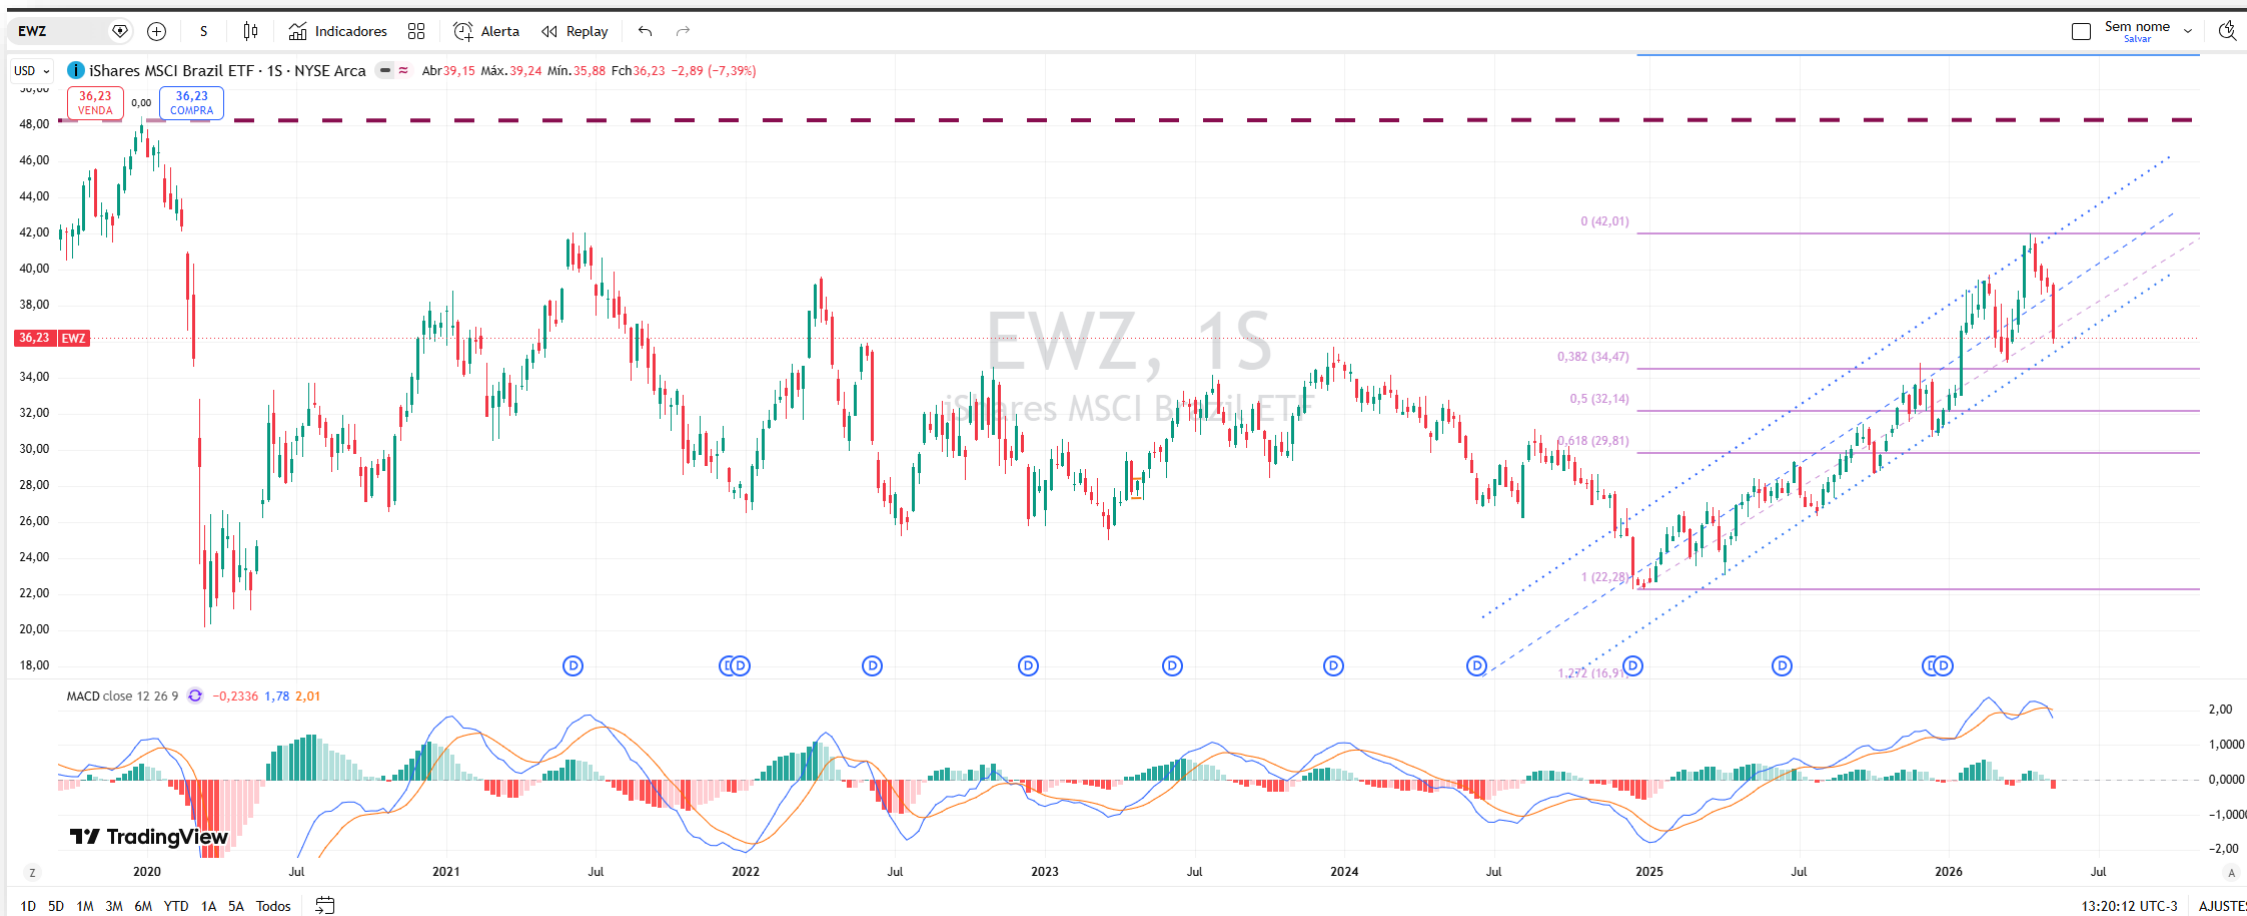 EWZ S Indicadores Alerta Replay Sem nome
Salvar
USD iShares MSCI Brazil ETF · 1S · NYSE Arca Abr39,15 Máx.39,24 Mín.35,88 Fch36,23 −2,89 (−7,39%)
36,23 0,00 36,23
VENDA COMPRA
48,00
46,00
44,00
42,00
40,00
38,00
36,23 EWZ
34,00
32,00
30,00
28,00
26,00
24,00
22,00
20,00
18,00
EWZ, 1S
iShares MSCI Brazil ETF
0 (42,01)
0,382 (34,47)
0,5 (32,14)
0,618 (29,81)
1 (22,28)
1,272 (16,91)
D D D D D D D D D D D D
MACD close 12 26 9 −0,2336 1,78 2,01
2,00
1,0000
0,0000
−1,0000
−2,00
TradingView
Z 2020 Jul 2021 Jul 2022 Jul 2023 Jul 2024 Jul 2025 Jul 2026 Jul A
1D 5D 1M 3M 6M YTD 1A 5A Todos 13:20:12 UTC-3 AJUSTES